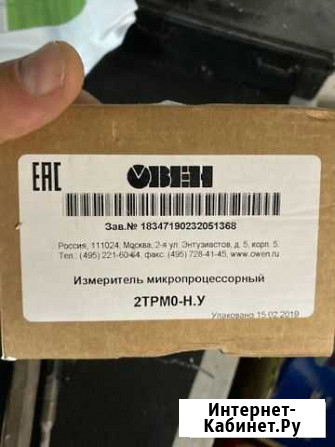 EAC ОВЕН
Зав.№ 18347190232051368
Россия, 111024, Москва, 2-я ул. Энтузиастов, д. 5, корп. 5.
Тел.: (495) 221-60-64, факс: (495) 728-41-45, www.owen.ru
Измеритель микропроцессорный
2ТРМ0-Н.У
Упаковано 15.02.2019
Интернет-
Кабинет.Ру